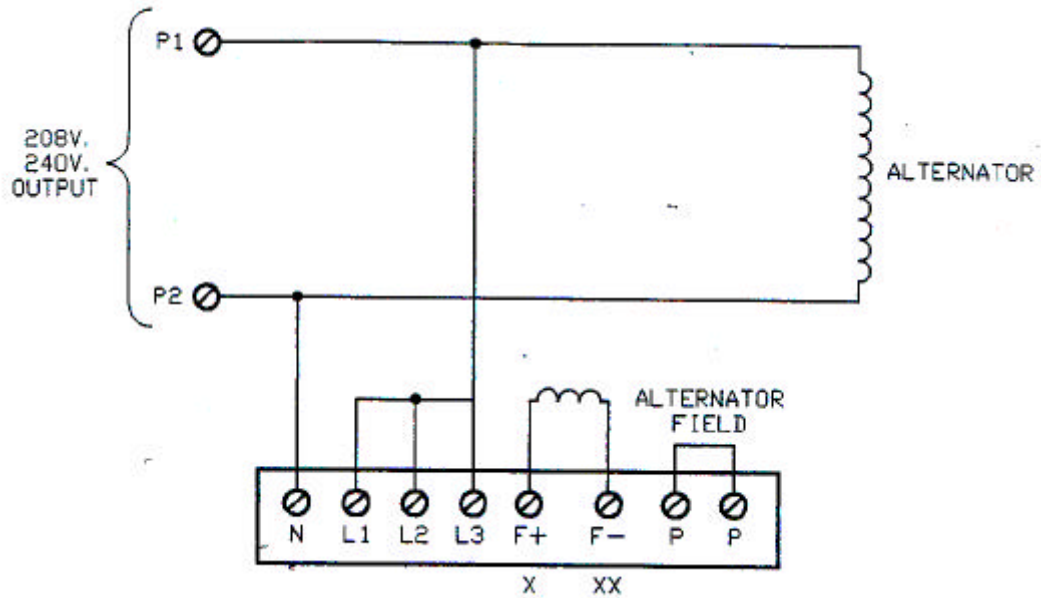 P1
208V.
240V.
OUTPUT
ALTERNATOR
P2
ALTERNATOR
FIELD
N L1 L2 L3 F+ F- P P
X XX